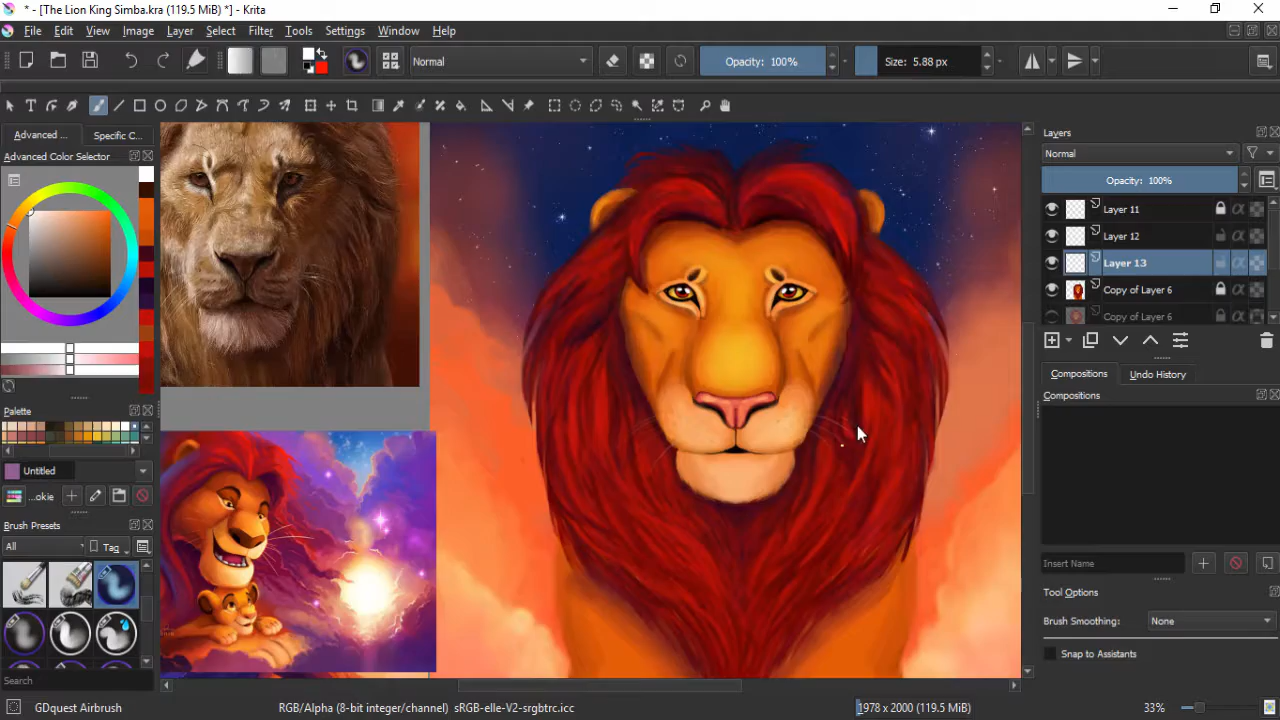 * - [The Lion King Simba.kra (119.5 MiB) *] - Krita
File Edit View Image Layer Select Filter Tools Settings Window Help
Normal
Opacity: 100%
Size: 5.88 px
Advanced ...
Specific C...
Advanced Color Selector
Palette
Untitled
...okie
Brush Presets
All
Tag
Search
Layers
Normal
Opacity: 100%
Layer 11
Layer 12
Layer 13
Copy of Layer 6
Copy of Layer 6
Compositions
Undo History
Compositions
Insert Name
Tool Options
Brush Smoothing:
None
Snap to Assistants
GDquest Airbrush
RGB/Alpha (8-bit integer/channel) sRGB-elle-V2-srgbtrc.icc
1978 x 2000 (119.5 MiB)
33%